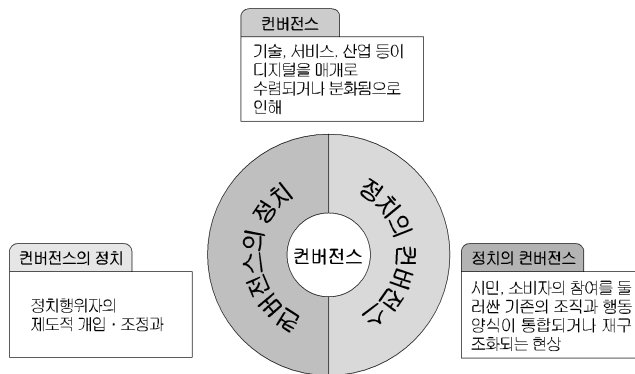 컨버전스
기술, 서비스, 산업 등이
디지털을 매개로
수렴되거나 분화됨으로
인해
컨버전스의 정치
정치의 컨버전스
컨버전스
컨버전스의 정치
정치행위자의
제도적 개입 · 조정과
정치의 컨버전스
시민, 소비자의 참여를 둘
러싼 기존의 조직과 행동
양식이 통합되거나 재구
조화되는 현상